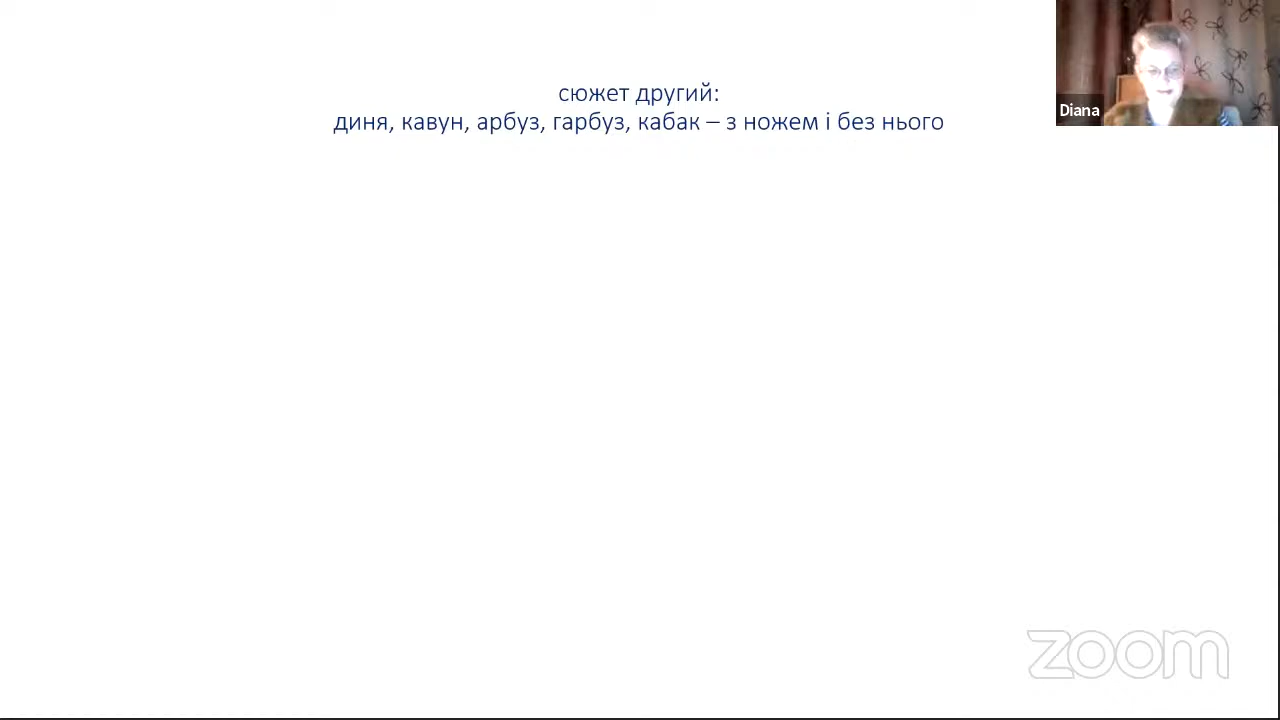 сюжет другий:
диня, кавун, арбуз, гарбуз, кабак – з ножем і без нього
Diana
zoom